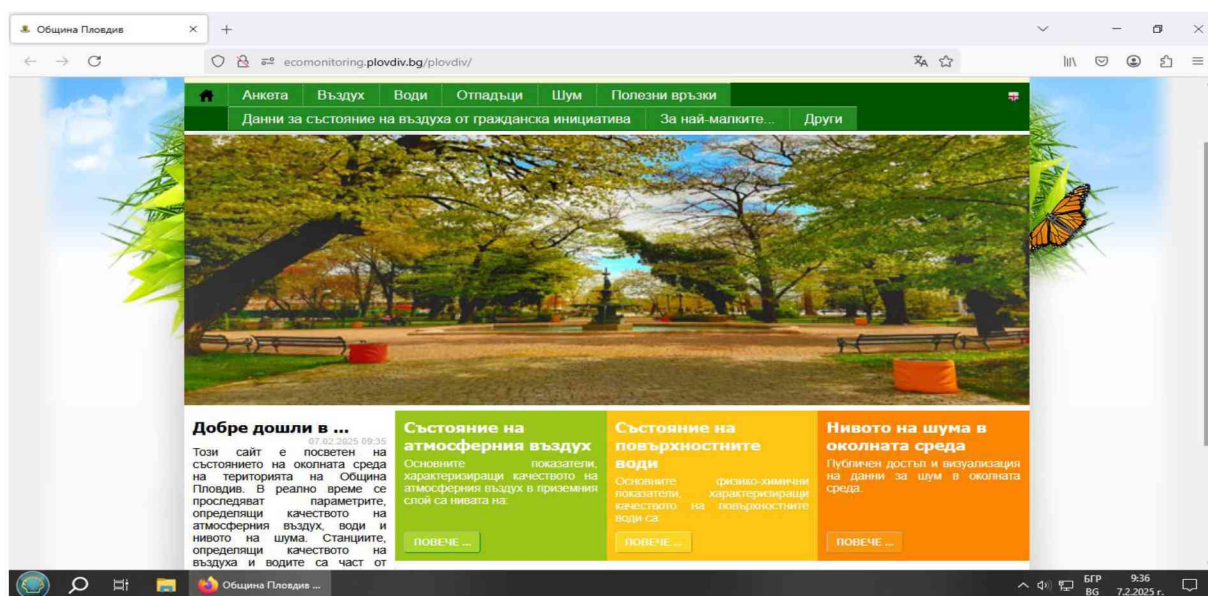 Община Пловдив
ecomonitoring.plovdiv.bg/plovdiv/
Анкета Въздух Води Отпадъци Шум Полезни връзки
Данни за състояние на въздуха от гражданска инициатива За най-малките... Други
Добре дошли в ...
07.02.2025 09:35
Този сайт е посветен на
състоянието на околната среда
на територията на Община
Пловдив. В реално време се
проследяват параметрите,
определящи качеството на
атмосферния въздух, води и
нивото на шума. Станциите,
определящи качеството на
въздуха и водите са част от
Състояние на
атмосферния въздух
Основните показатели,
характеризиращи качеството на
атмосферния въздух в приземния
слой са нивата на:
ПОВЕЧЕ ...
Състояние на
повърхностните
води
Основните физико-химични
показатели, характеризиращи
качеството на повърхностните
води са:
ПОВЕЧЕ ...
Нивото на шума в
околната среда
Публичен достъп и визуализация
на данни за шум в околната
среда.
ПОВЕЧЕ ...
Община Пловдив ...
БГР
BG
9:36
7.2.2025 г.